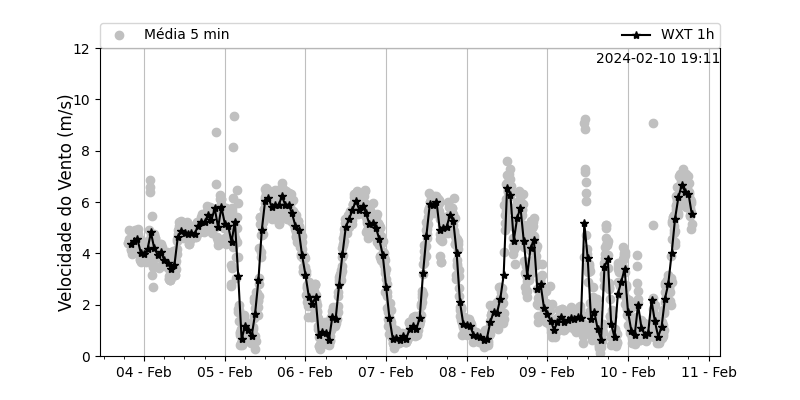 Média 5 min
WXT 1h
2024-02-10 19:11
Velocidade do Vento (m/s)
12
10
8
6
4
2
0
04 - Feb
05 - Feb
06 - Feb
07 - Feb
08 - Feb
09 - Feb
10 - Feb
11 - Feb